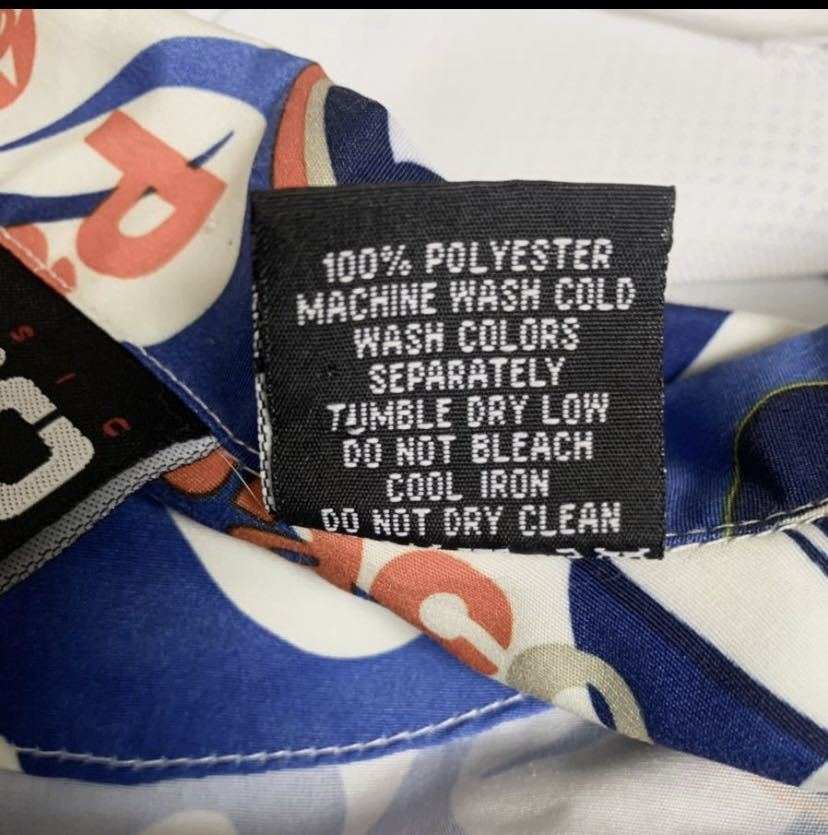 100% POLYESTER
MACHINE WASH COLD
WASH COLORS
SEPARATELY
TUMBLE DRY LOW
DO NOT BLEACH
COOL IRON
DO NOT DRY CLEAN